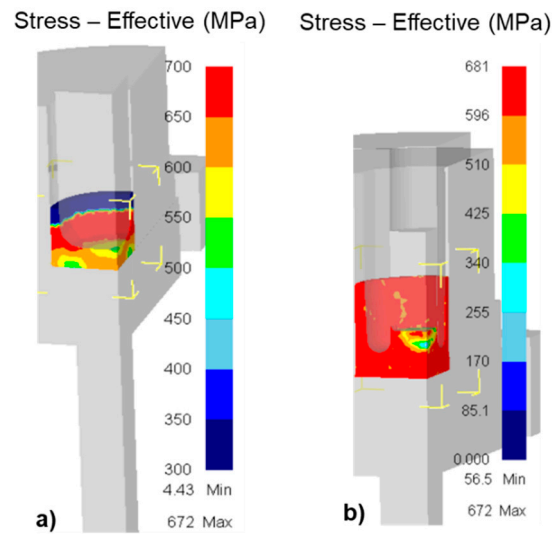 Stress – Effective (MPa)
700
650
600
550
500
450
400
350
300
4.43 Min
672 Max
a)
Stress – Effective (MPa)
681
596
510
425
340
255
170
85.1
0.000
56.5 Min
672 Max
b)